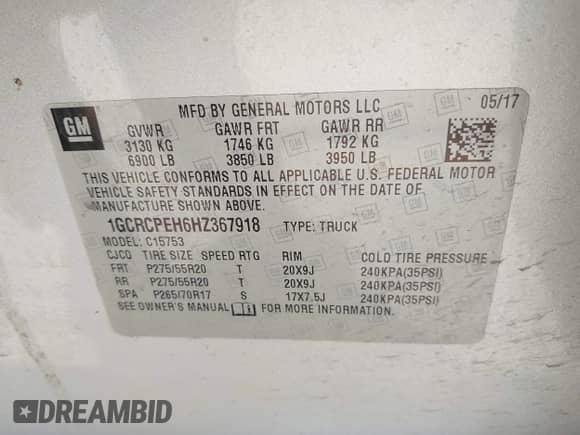 GM
MFD BY GENERAL MOTORS LLC
05/17
GVWR GAWR FRT GAWR RR
3130 KG 1746 KG 1792 KG
6900 LB 3850 LB 3950 LB
THIS VEHICLE CONFORMS TO ALL APPLICABLE U.S. FEDERAL MOTOR
VEHICLE SAFETY STANDARDS IN EFFECT ON THE DATE OF
MANUFACTURE SHOWN ABOVE.
1GCRCPEH6HZ367918 TYPE: TRUCK
MODEL: C15753
CJCO TIRE SIZE SPEED RTG RIM COLD TIRE PRESSURE
FRT P275/55R20 T 20X9J 240KPA(35PSI)
RR P275/55R20 T 20X9J 240KPA(35PSI)
SPA P265/70R17 S 17X7.5J 240KPA(35PSI)
SEE OWNER'S MANUAL FOR MORE INFORMATION.
DREAMBID